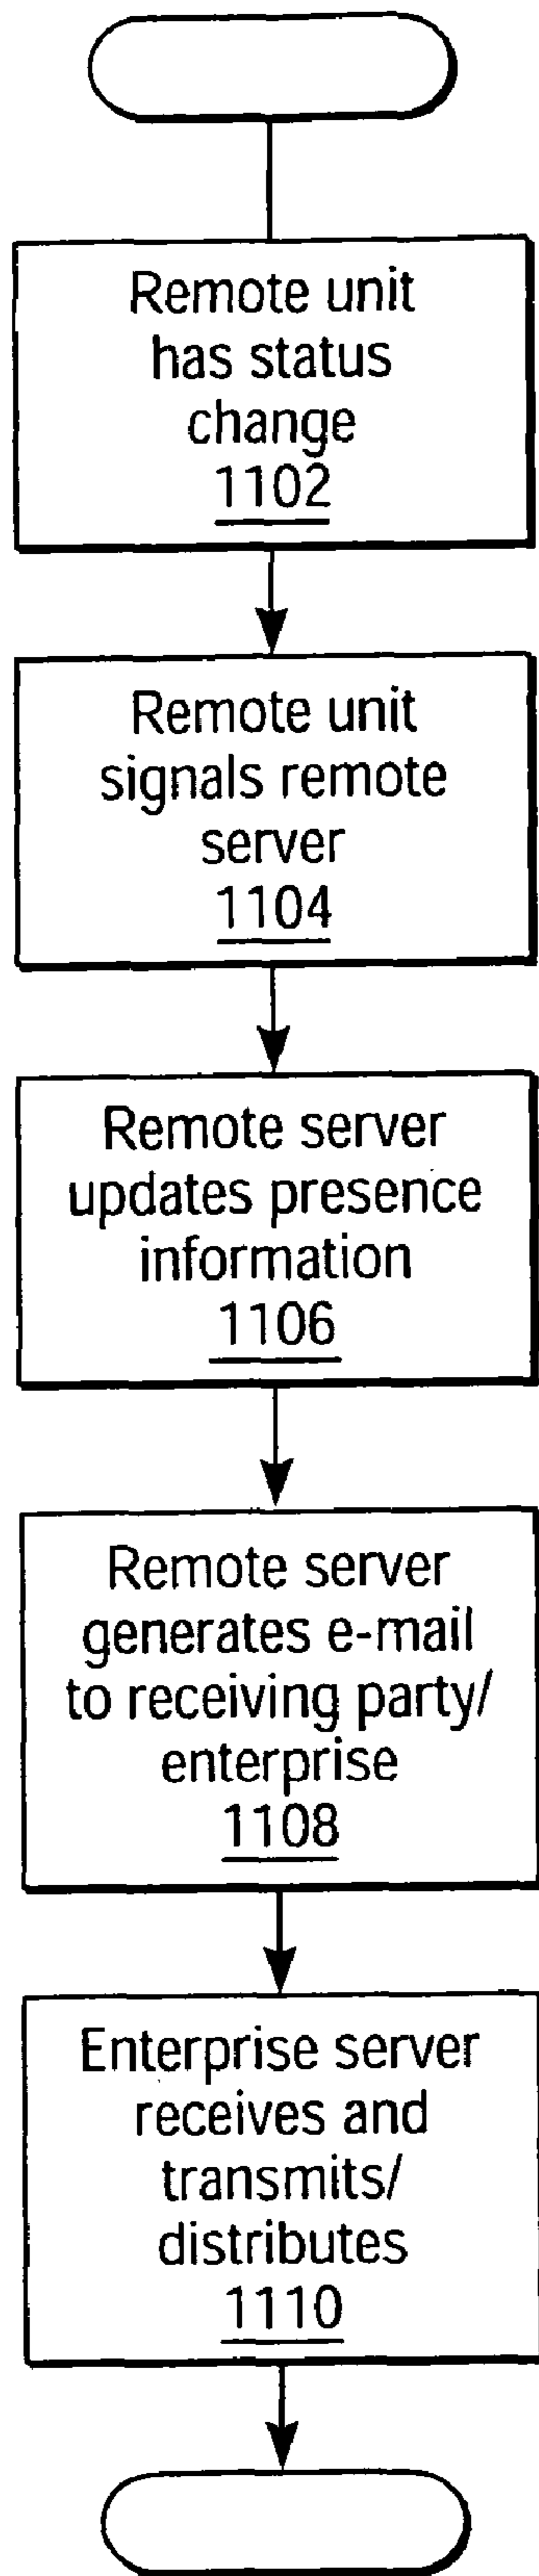 Remote unit
has status
change
1102
Remote unit
signals remote
server
1104
Remote server
updates presence
information
1106
Remote server
generates e-mail
to receiving party/
enterprise
1108
Enterprise server
receives and
transmits/
distributes
1110